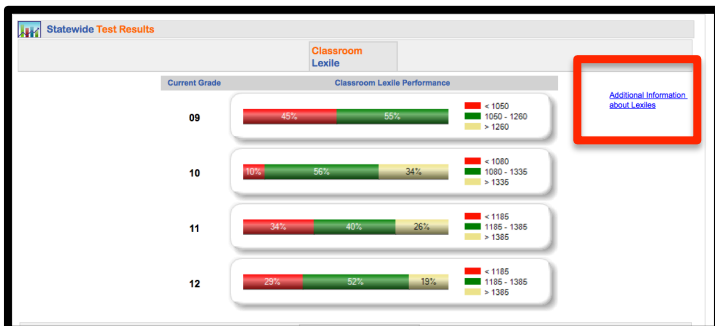 Statewide Test Results
Classroom
Lexile
Current Grade Classroom Lexile Performance
Additional Information
about Lexiles
09 45% 55%
< 1050
1050 - 1260
> 1260
10 10% 56% 34%
< 1080
1080 - 1335
> 1335
11 34% 40% 26%
< 1185
1185 - 1385
> 1385
12 29% 52% 19%
< 1185
1185 - 1385
> 1385